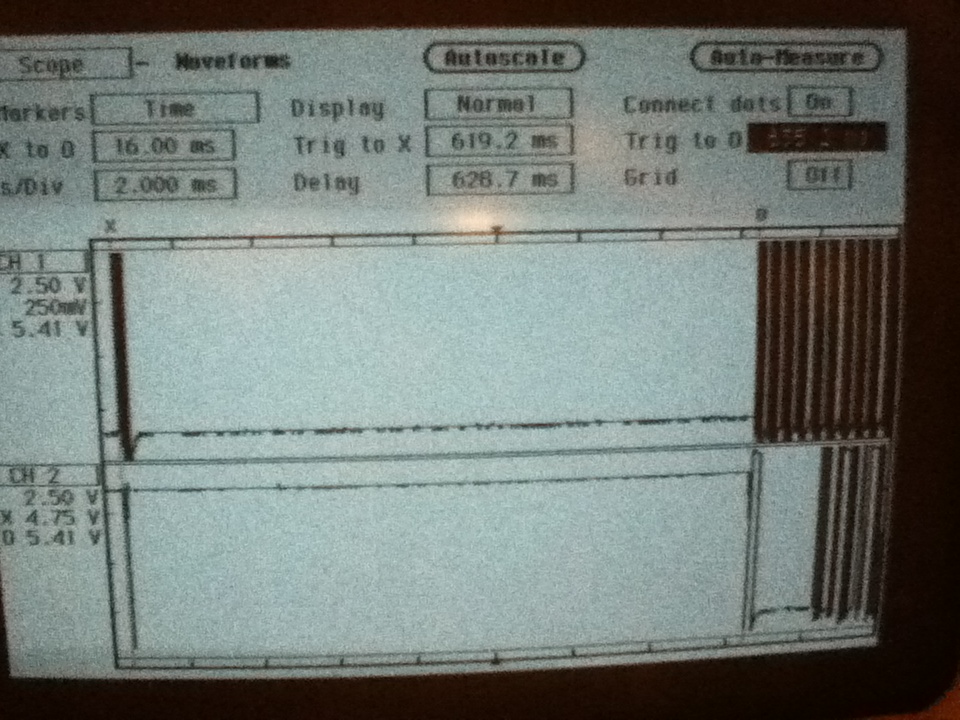 Scope Waveforms Autoscale Auto-Measure
Markers Time Display Normal Connect dots On
X to O 16.00 ms Trig to X 619.2 ms Trig to O
s/Div 2.000 ms Delay 628.7 ms Grid Off
X O
CH 1
2.50 V
250mV
5.41 V
CH 2
2.50 V
X 4.75 V
O 5.41 V